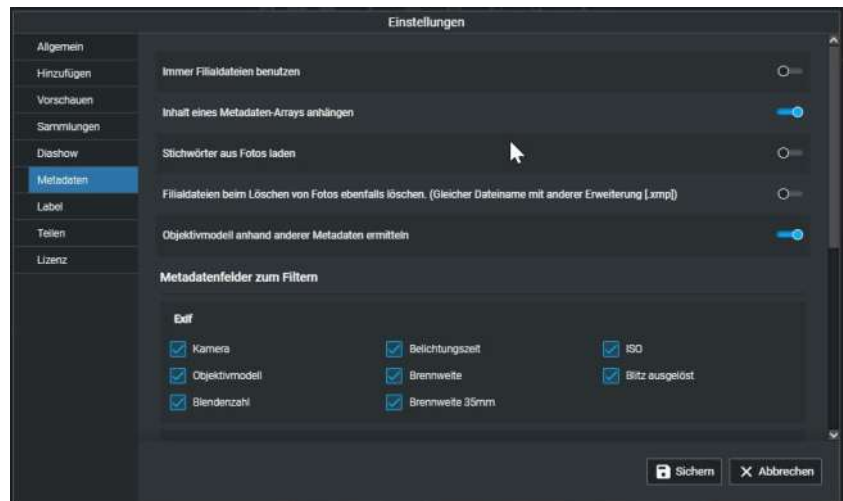 Einstellungen
Allgemein
Hinzufügen
Vorschauen
Sammlungen
Diashow
Metadaten
Label
Teilen
Lizenz
Immer Filialdateien benutzen
Inhalt eines Metadaten-Arrays anhängen
Stichwörter aus Fotos laden
Filialdateien beim Löschen von Fotos ebenfalls löschen. (Gleicher Dateiname mit anderer Erweiterung [.xmp])
Objektivmodell anhand anderer Metadaten ermitteln
Metadatenfelder zum Filtern
Exif
Kamera Belichtungszeit ISO
Objektivmodell Brennweite Blitz ausgelöst
Blendenzahl Brennweite 35mm
Sichern Abbrechen